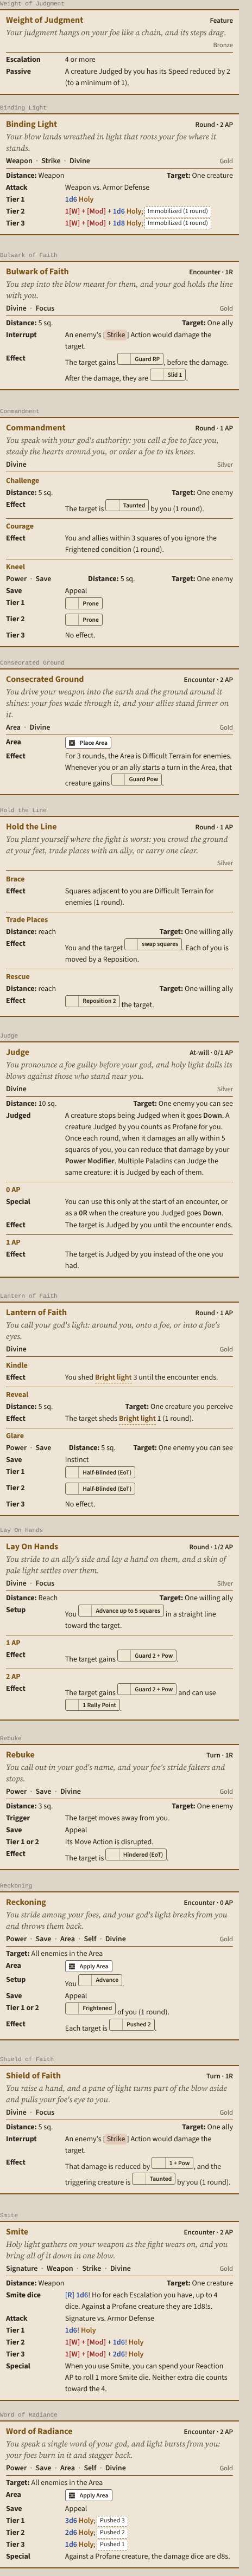 Weight of Judgment
Weight of Judgment Feature
Your judgment hangs on your foe like a chain, and its steps drag.
Bronze
Escalation 4 or more
Passive A creature Judged by you has its Speed reduced by 2
(to a minimum of 1).
Binding Light
Binding Light Round · 2 AP
Your blow lands wreathed in light that roots your foe where it
stands.
Weapon · Strike · Divine Gold
Distance: Weapon Target: One creature
Attack Weapon vs. Armor Defense
Tier 1 1d6 Holy
Tier 2 1[W] + [Mod] + 1d6 Holy; Immobilized (1 round)
Tier 3 1[W] + [Mod] + 1d8 Holy; Immobilized (1 round)
Bulwark of Faith
Bulwark of Faith Encounter · 1R
You step into the blow meant for them, and your god holds the line
with you.
Divine · Focus Gold
Distance: 5 sq. Target: One ally
Interrupt An enemy's [ Strike ] Action would damage the
target.
Effect The target gains Guard RP, before the damage.
After the damage, they are Slid 1.
Commandment
Commandment Round · 1 AP
You speak with your god's authority: you call a foe to face you,
steady the hearts around you, or order a foe to its knees.
Divine Silver
Challenge
Distance: 5 sq. Target: One enemy
Effect The target is Taunted by you (1 round).
Courage
Effect You and allies within 3 squares of you ignore the
Frightened condition (1 round).
Kneel
Power · Save Distance: 5 sq. Target: One enemy
Save Appeal
Tier 1 Prone
Tier 2 Prone
Tier 3 No effect.
Consecrated Ground
Consecrated Ground Encounter · 2 AP
You drive your weapon into the earth and the ground around it
shines: your foes wade through it, and your allies stand firmer on
it.
Area · Divine Gold
Area Place Area
Effect For 3 rounds, the Area is Difficult Terrain for enemies.
Whenever you or an ally starts a turn in the Area, that
creature gains Guard Pow.
Hold the Line
Hold the Line Round · 1 AP
You plant yourself where the fight is worst: you crowd the ground
at your feet, trade places with an ally, or carry one clear.
Silver
Brace
Effect Squares adjacent to you are Difficult Terrain for
enemies (1 round).
Trade Places
Distance: reach Target: One willing ally
Effect You and the target swap squares. Each of you is
moved by a Reposition.
Rescue
Distance: reach Target: One willing ally
Effect Reposition 2 the target.
Judge
Judge At-will · 0/1 AP
You pronounce a foe guilty before your god, and holy light dulls its
blows against those who stand near you.
Divine Silver
Distance: 10 sq. Target: One enemy you can see
Judged A creature stops being Judged when it goes Down. A
creature Judged by you counts as Profane for you.
Once each round, when it damages an ally within 5
squares of you, you can reduce that damage by your
Power Modifier. Multiple Paladins can Judge the
same creature: it is Judged by each of them.
0 AP
Special You can use this only at the start of an encounter, or
as a 0R when the creature you Judged goes Down.
Effect The target is Judged by you until the encounter ends.
1 AP
Effect The target is Judged by you instead of the one you
had.
Lantern of Faith
Lantern of Faith Round · 1 AP
You call your god's light: around you, onto a foe, or into a foe's
eyes.
Divine Gold
Kindle
Effect You shed Bright light 3 until the encounter ends.
Reveal
Distance: 5 sq. Target: One creature you perceive
Effect The target sheds Bright light 1 (1 round).
Glare
Power · Save Distance: 5 sq. Target: One enemy you can see
Save Instinct
Tier 1 Half-Blinded (EoT)
Tier 2 Half-Blinded (EoT)
Tier 3 No effect.
Lay On Hands
Lay On Hands Round · 1/2 AP
You stride to an ally's side and lay a hand on them, and a skin of
pale light settles over them.
Divine · Focus Silver
Distance: Reach Target: One willing ally
Setup You Advance up to 5 squares in a straight line
toward the target.
1 AP
Effect The target gains Guard 2 + Pow.
2 AP
Effect The target gains Guard 2 + Pow and can use
1 Rally Point.
Rebuke
Rebuke Turn · 1R
You call out in your god's name, and your foe's stride falters and
stops.
Power · Save · Divine Gold
Distance: 3 sq. Target: One enemy
Trigger The target moves away from you.
Save Appeal
Tier 1 or 2 Its Move Action is disrupted.
Effect The target is Hindered (EoT).
Reckoning
Reckoning Encounter · 0 AP
You stride among your foes, and your god's light breaks from you
and throws them back.
Power · Save · Area · Self · Divine Gold
Target: All enemies in the Area
Area Apply Area
Setup You Advance.
Save Appeal
Tier 1 or 2 Frightened of you (1 round).
Effect Each target is Pushed 2.
Shield of Faith
Shield of Faith Turn · 1R
You raise a hand, and a pane of light turns part of the blow aside
and pulls your foe's eye to you.
Divine · Focus Gold
Distance: 5 sq. Target: One ally
Interrupt An enemy's [ Strike ] Action would damage the
target.
Effect That damage is reduced by 1 + Pow, and the
triggering creature is Taunted by you (1 round).
Smite
Smite Encounter · 2 AP
Holy light gathers on your weapon as the fight wears on, and you
bring all of it down in one blow.
Signature · Weapon · Strike · Divine Gold
Distance: Weapon Target: One creature
Smite dice [R] 1d6! Ho for each Escalation you have, up to 4
dice. Against a Profane creature they are 1d8!s.
Attack Signature vs. Armor Defense
Tier 1 1d6! Holy
Tier 2 1[W] + [Mod] + 1d6! Holy
Tier 3 1[W] + [Mod] + 2d6! Holy
Special When you use Smite, you can spend your Reaction
AP to roll 1 more Smite die. Neither extra die counts
toward the 4.
Word of Radiance
Word of Radiance Encounter · 2 AP
You speak a single word of your god, and light bursts from you:
your foes burn in it and stagger back.
Power · Save · Area · Self · Divine Gold
Target: All enemies in the Area
Area Apply Area
Save Appeal
Tier 1 3d6 Holy; Pushed 3
Tier 2 2d6 Holy; Pushed 2
Tier 3 1d6 Holy; Pushed 1
Special Against a Profane creature, the damage dice are d8s.